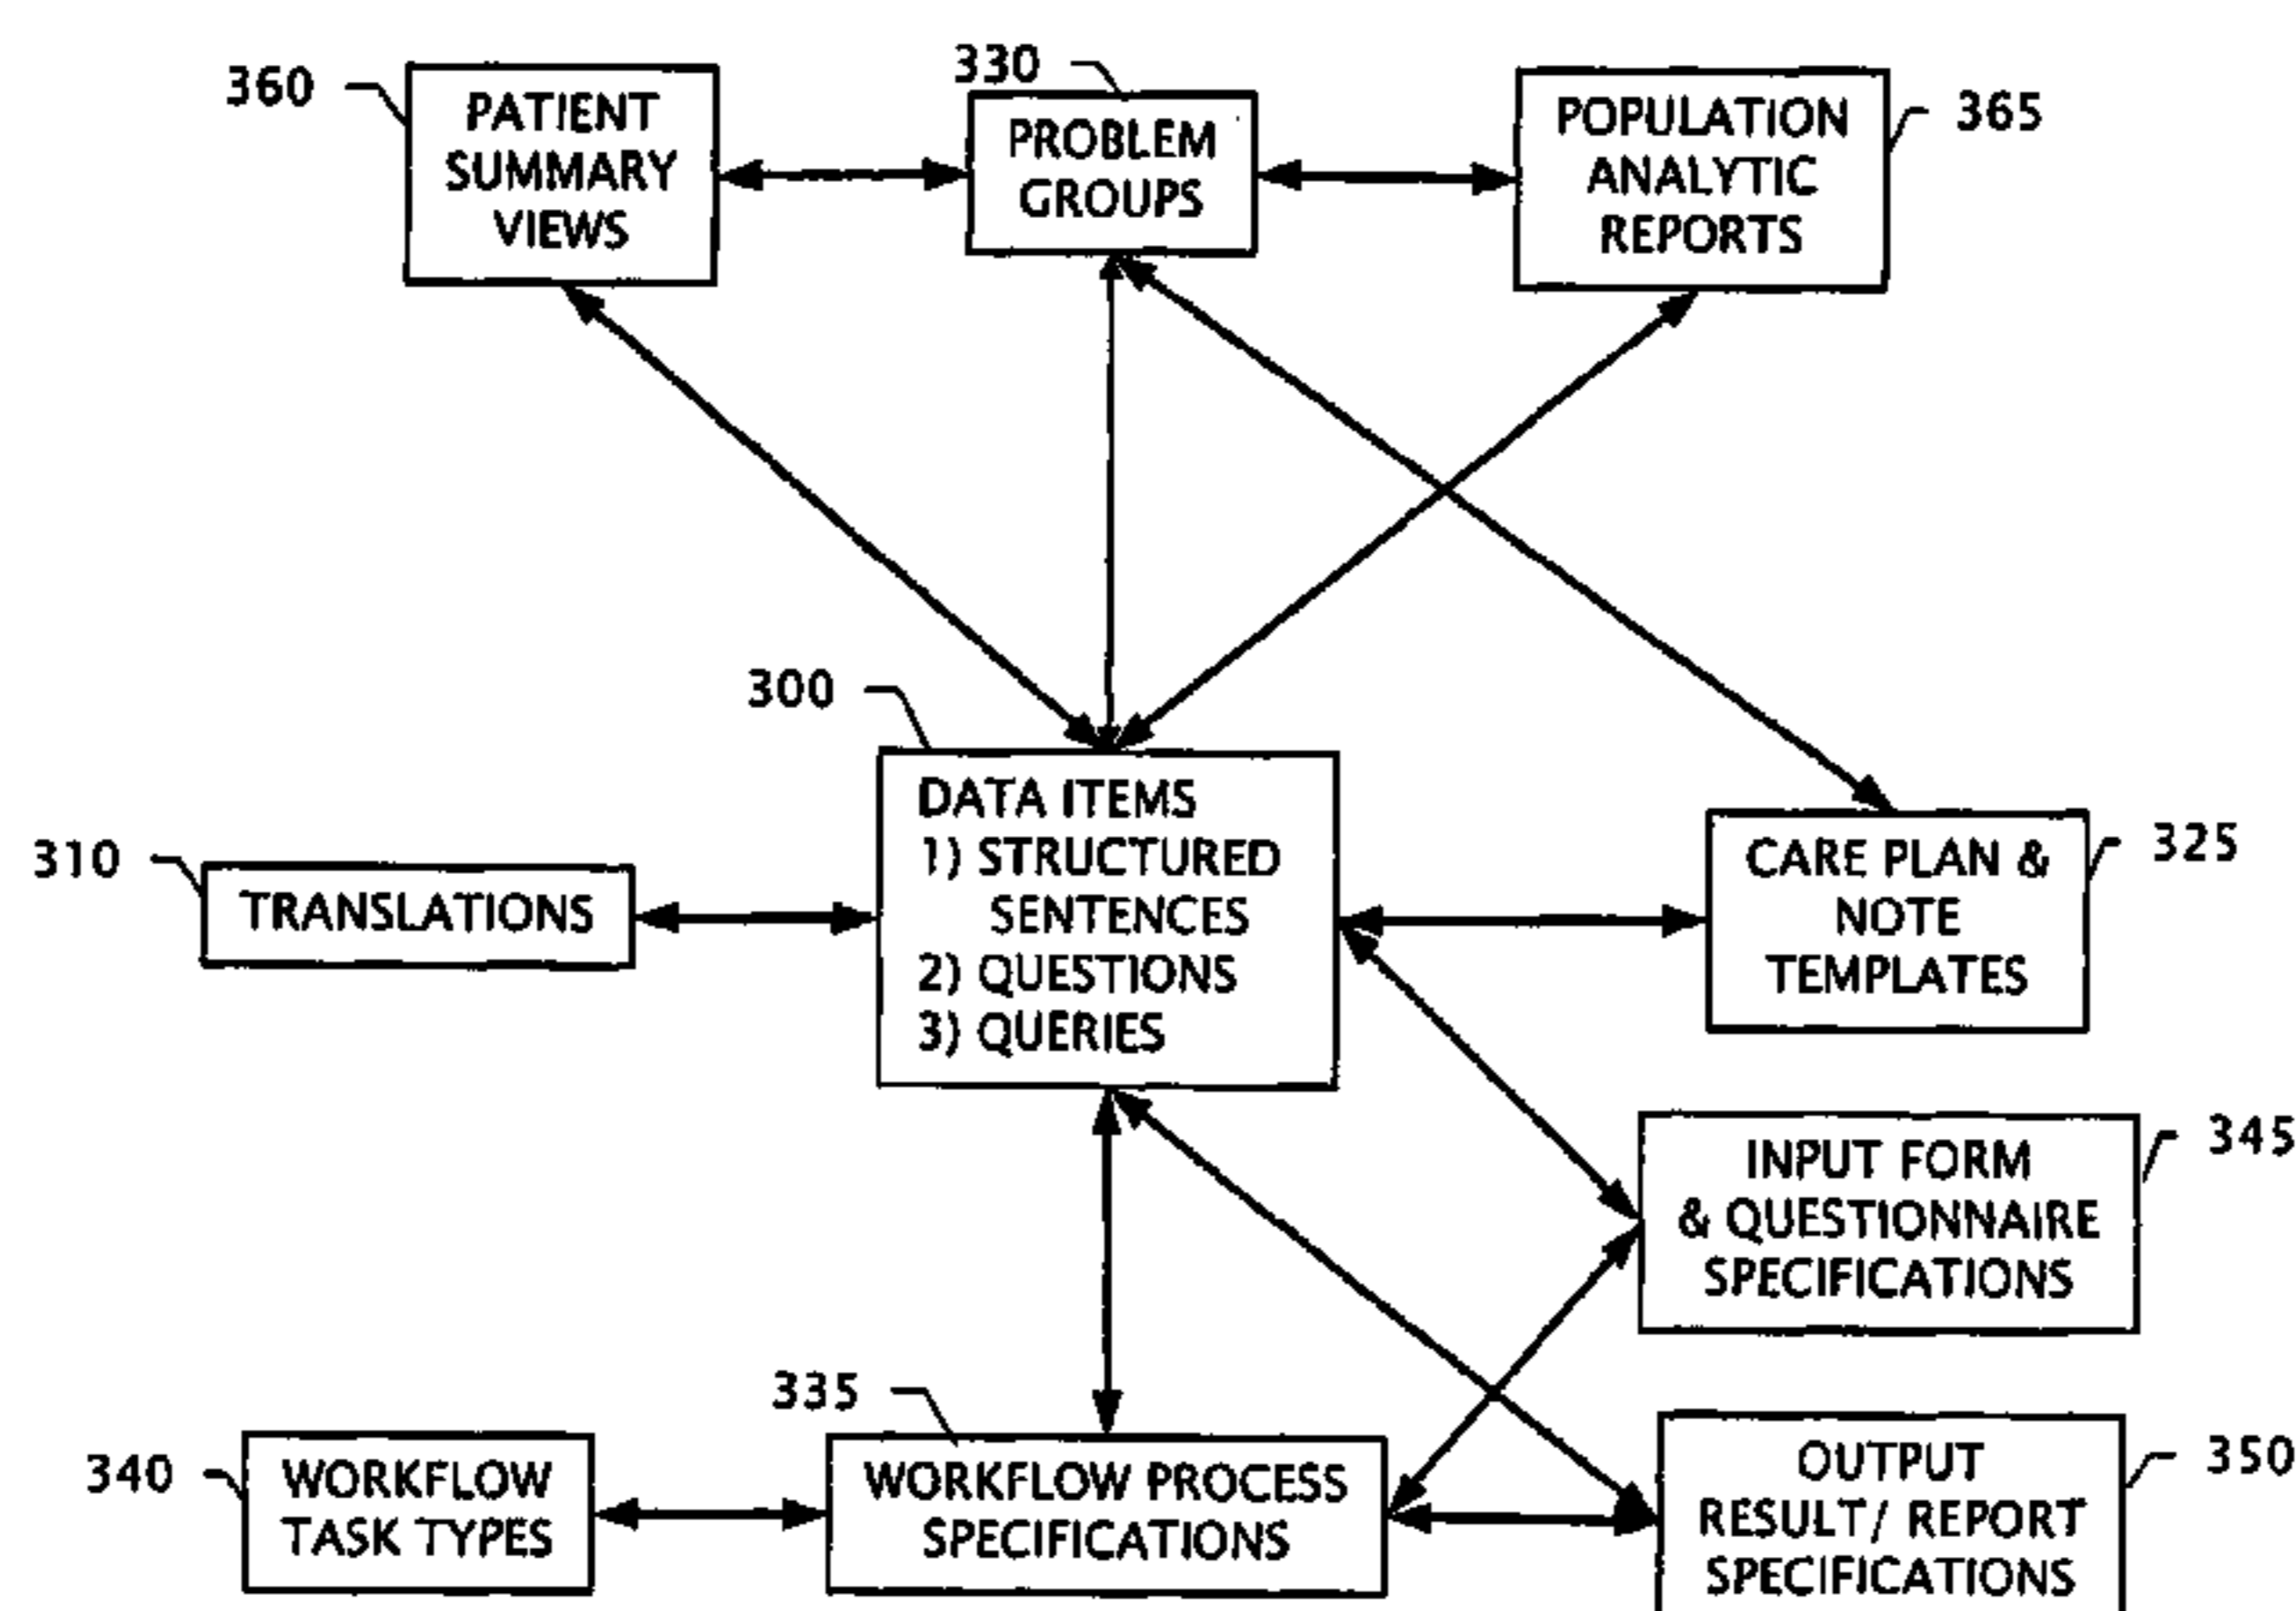 360
PATIENT
SUMMARY
VIEWS
330
PROBLEM
GROUPS
POPULATION
ANALYTIC
REPORTS
365
300
DATA ITEMS
1) STRUCTURED
SENTENCES
2) QUESTIONS
3) QUERIES
310
TRANSLATIONS
CARE PLAN &
NOTE
TEMPLATES
325
INPUT FORM
& QUESTIONNAIRE
SPECIFICATIONS
345
340
WORKFLOW
TASK TYPES
335
WORKFLOW PROCESS
SPECIFICATIONS
OUTPUT
RESULT/ REPORT
SPECIFICATIONS
350